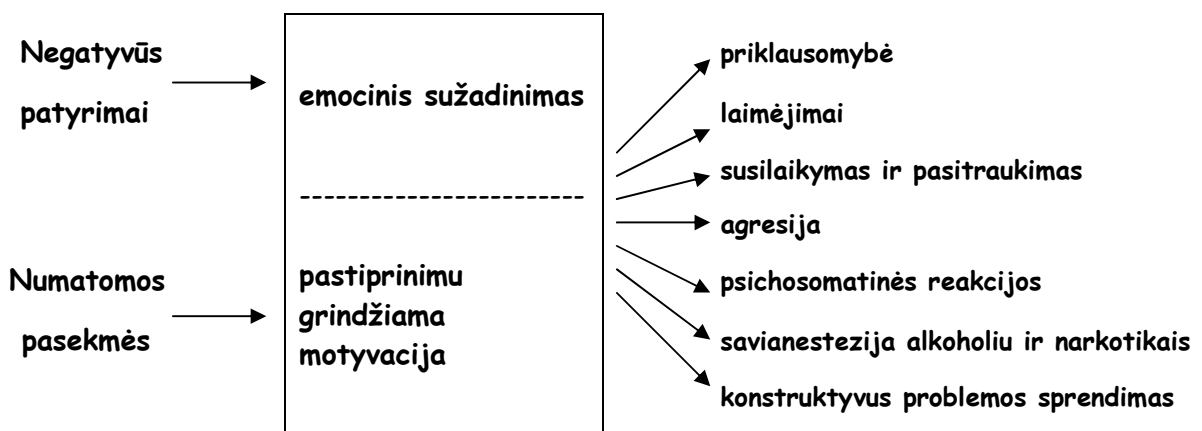 Negatyvūs
patyrimai
Numatomos
pasekmės
emocinis sužadinimas
------------------------
pastiprinimu
grindžiama
motyvacija
priklausomybė
laimėjimai
susilaikymas ir pasitraukimas
agresija
psichosomatinės reakcijos
savianestezija alkoholiu ir narkotikais
konstruktyvus problemos sprendimas